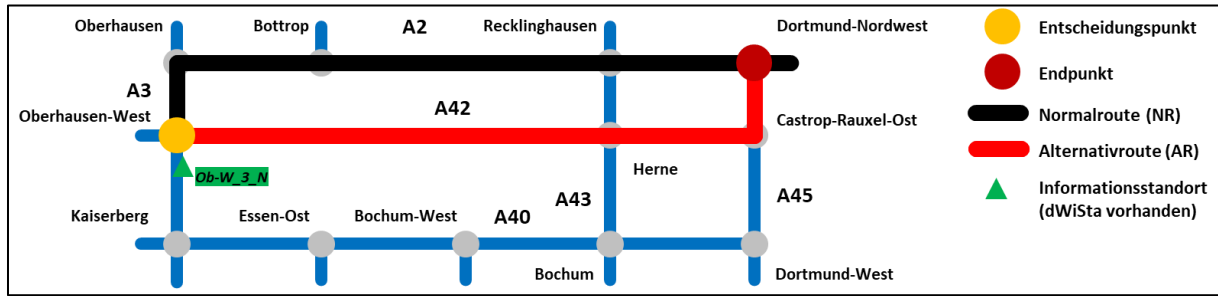 Oberhausen
Bottrop
A2
Recklinghausen
Dortmund-Nordwest
A3
Oberhausen-West
A42
Castrop-Rauxel-Ost
Ob-W_3_N
Herne
Kaiserberg
Essen-Ost
Bochum-West
A40
A43
A45
Bochum
Dortmund-West
Entscheidungspunkt
Endpunkt
Normalroute (NR)
Alternativroute (AR)
Informationsstandort
(dWiSta vorhanden)